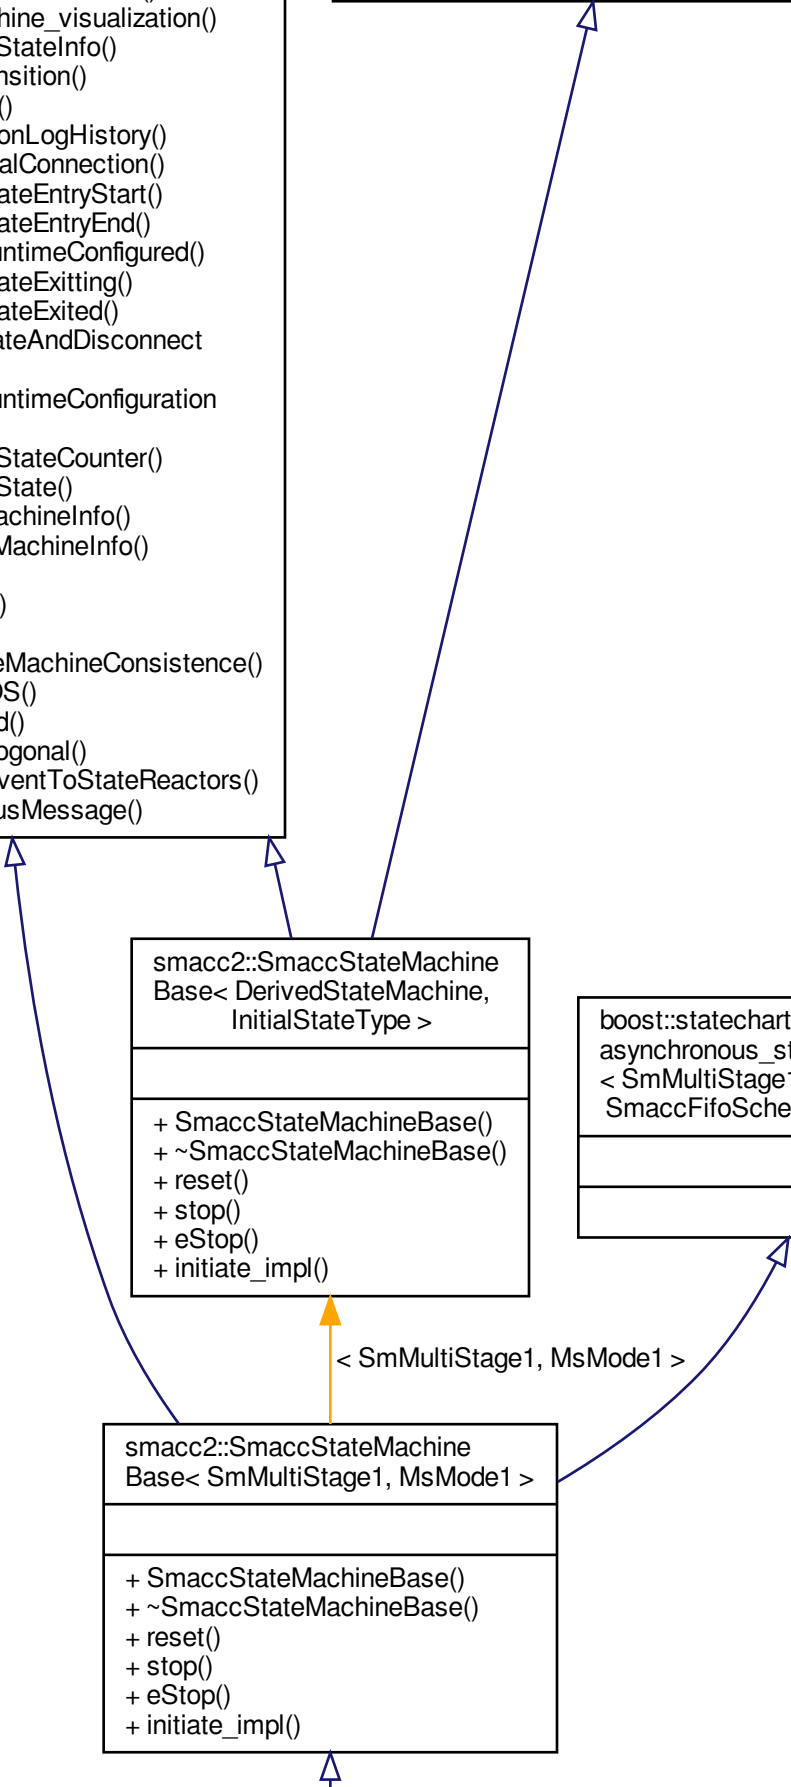 hine_visualization()
StateInfo()
nsition()
()
onLogHistory()
alConnection()
ateEntryStart()
ateEntryEnd()
untimeConfigured()
ateExitting()
ateExited()
ateAndDisconnect
untimeConfiguration
StateCounter()
State()
achineInfo()
MachineInfo()
)
eMachineConsistence()
OS()
d()
ogonal()
ventToStateReactors()
usMessage()
smacc2::SmaccStateMachine
Base< DerivedStateMachine,
InitialStateType >
+ SmaccStateMachineBase()
+ ~SmaccStateMachineBase()
+ reset()
+ stop()
+ eStop()
+ initiate_impl()
boost::statechart
asynchronous_st
< SmMultiStage1
SmaccFifoSche
< SmMultiStage1, MsMode1 >
smacc2::SmaccStateMachine
Base< SmMultiStage1, MsMode1 >
+ SmaccStateMachineBase()
+ ~SmaccStateMachineBase()
+ reset()
+ stop()
+ eStop()
+ initiate_impl()